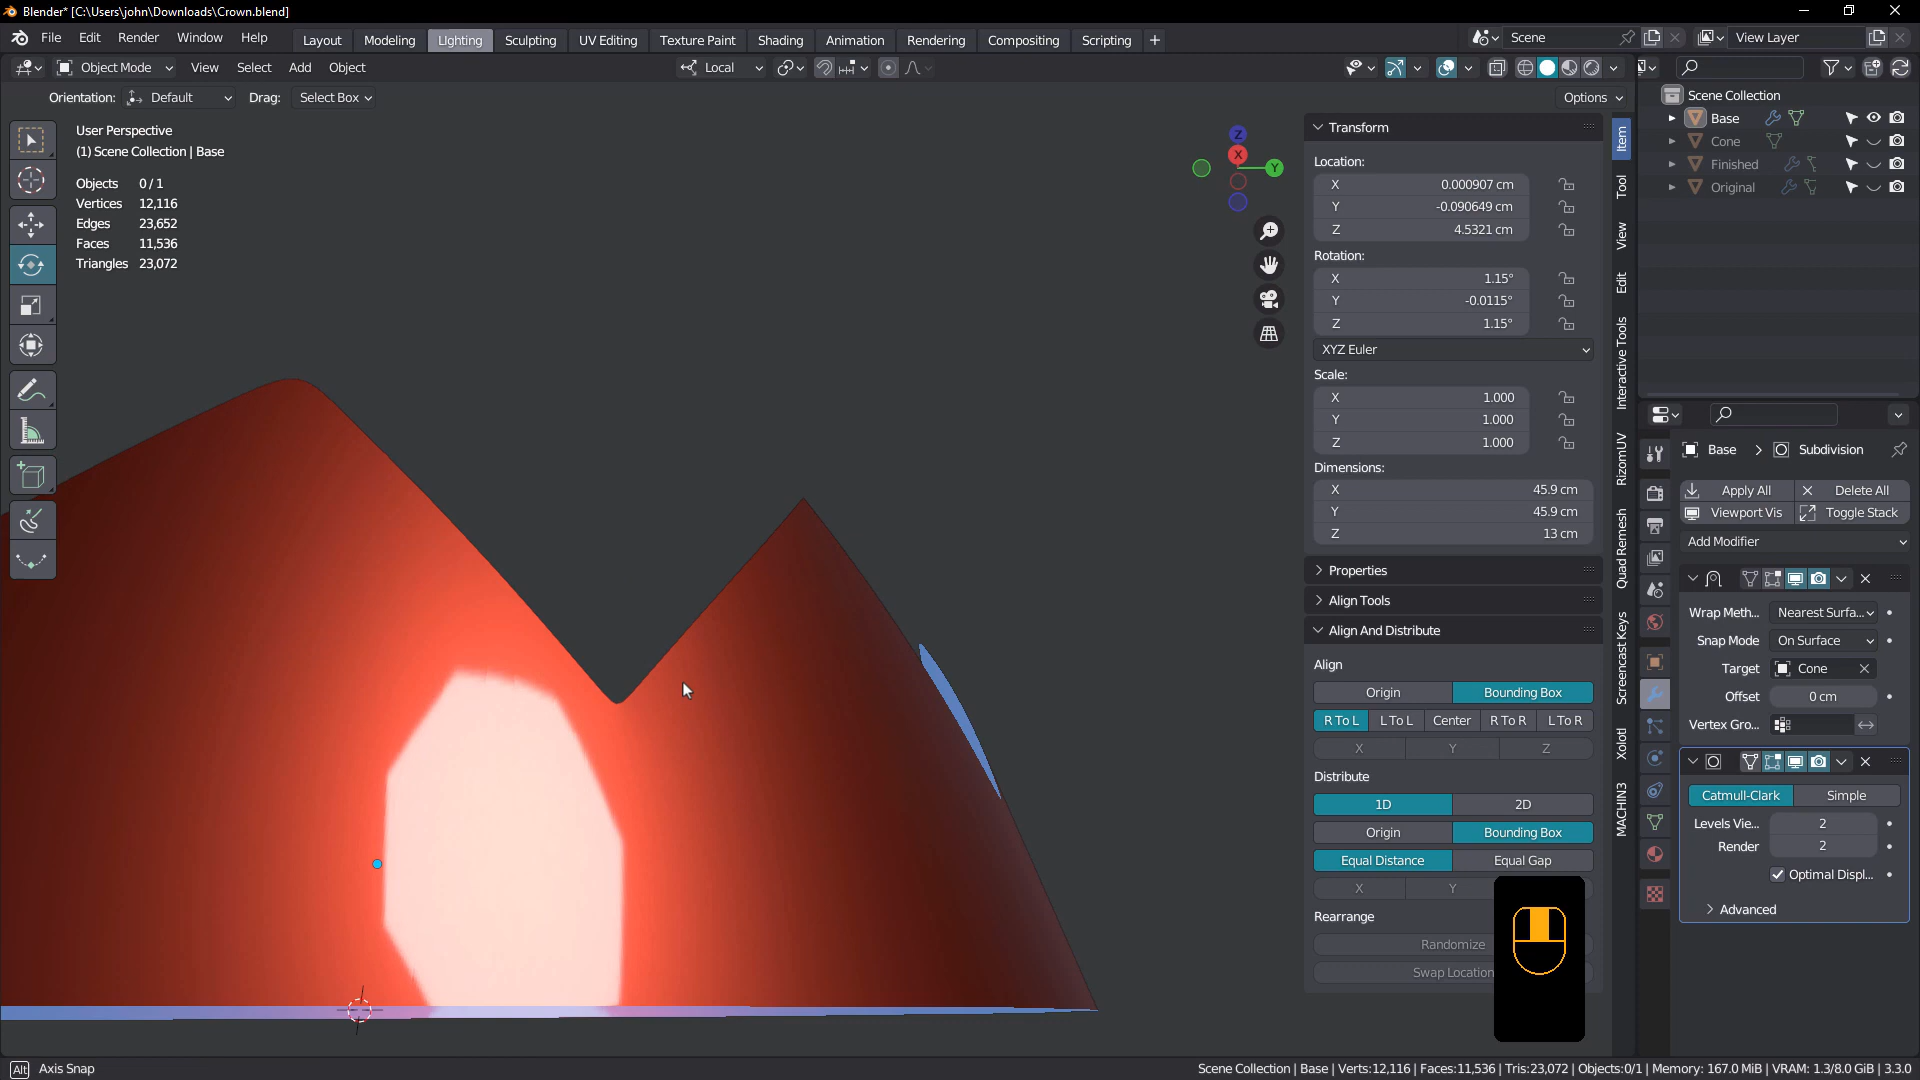 Blender* [C:\Users\john\Downloads\Crown.blend]
File Edit Render Window Help Layout Modeling Lighting Sculpting UV Editing Texture Paint Shading Animation Rendering Compositing Scripting + Scene View Layer
Object Mode View Select Add Object Local
Orientation: Default Drag: Select Box Options
User Perspective
(1) Scene Collection | Base
Objects 0/1
Vertices 12,116
Edges 23,652
Faces 11,536
Triangles 23,072
Z
X
Y
Transform
Location:
X 0.000907 cm
Y -0.090649 cm
Z 4.5321 cm
Rotation:
X 1.15°
Y -0.0115°
Z 1.15°
XYZ Euler
Scale:
X 1.000
Y 1.000
Z 1.000
Dimensions:
X 45.9 cm
Y 45.9 cm
Z 13 cm
Properties
Align Tools
Align And Distribute
Align
Origin Bounding Box
R To L L To L Center R To R L To R
X Y Z
Distribute
1D 2D
Origin Bounding Box
Equal Distance Equal Gap
X Y
Rearrange
Randomize
Swap Location
Item
Tool
View
Edit
Interactive Tools
RizomUV
Quad Remesh
Screencast Keys
Xolotl
MACHIN3
Scene Collection
Base
Cone
Finished
Original
Base > Subdivision
Apply All Delete All
Viewport Vis Toggle Stack
Add Modifier
Wrap Meth... Nearest Surfa...
Snap Mode On Surface
Target Cone
Offset 0 cm
Vertex Gro...
Catmull-Clark Simple
Levels Vie... 2
Render 2
Optimal Displ...
Advanced
Alt Axis Snap
Scene Collection | Base | Verts:12,116 | Faces:11,536 | Tris:23,072 | Objects:0/1 | Memory: 167.0 MiB | VRAM: 1.3/8.0 GiB | 3.3.0